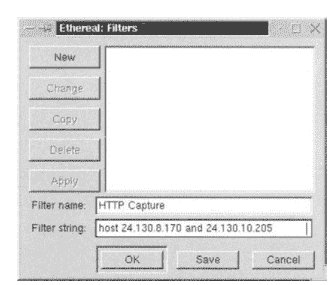 Ethereal: Filters
New
Change
Copy
Delete
Apply
Filter name: HTTP Capture
Filter string: host 24.130.8.170 and 24.130.10.205
OK Save Cancel